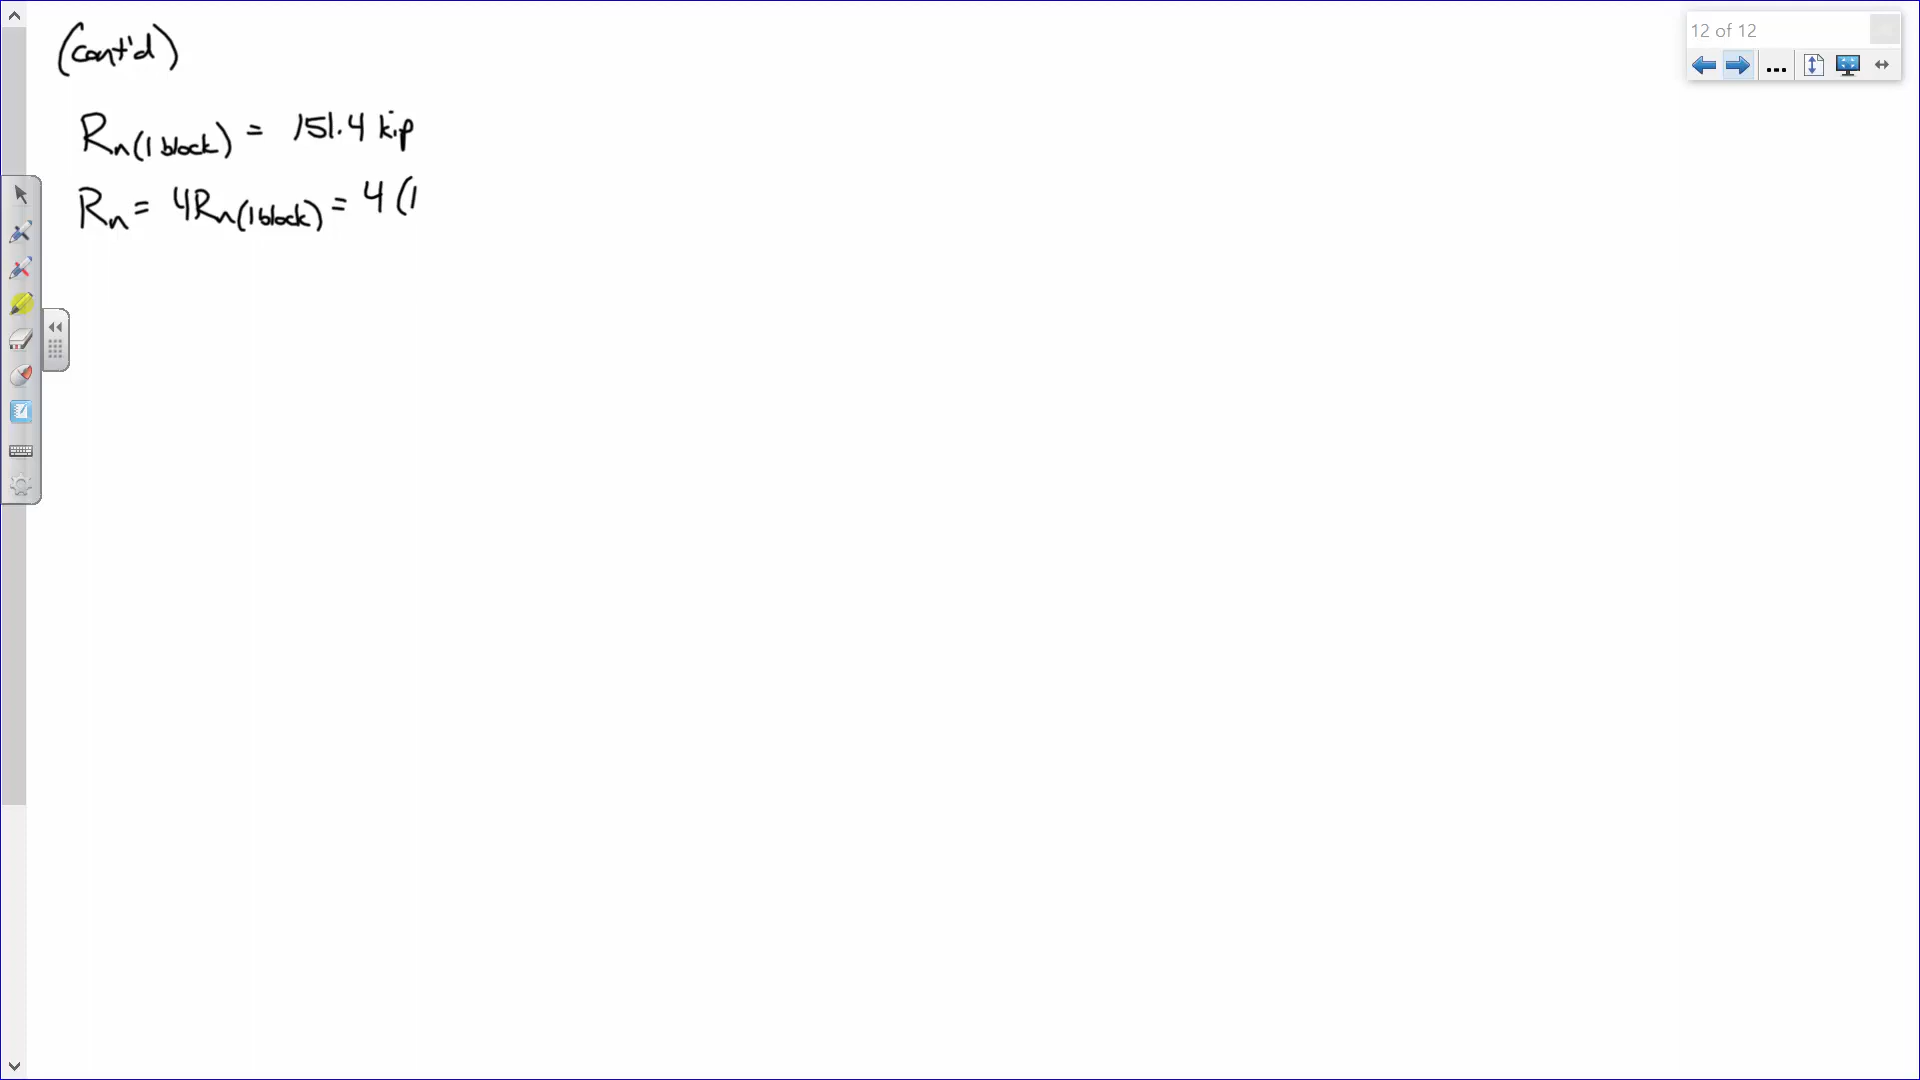 (cont'd)
12 of 12
Rn(1 block) = 151.4 kip
Rn = 4Rn(1 block) = 4 (1